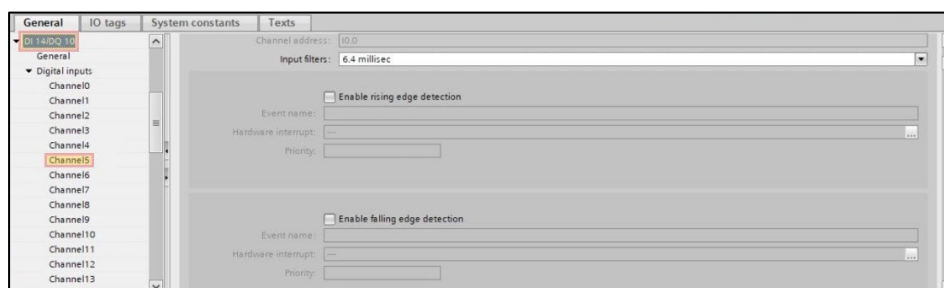 General IO tags System constants Texts
DI 14/DQ 10
General
Digital inputs
Channel0
Channel1
Channel2
Channel3
Channel4
Channel5
Channel6
Channel7
Channel8
Channel9
Channel10
Channel11
Channel12
Channel13
Channel address: I0.0
Input filters: 6.4 millisec
Enable rising edge detection
Event name:
Hardware interrupt: ---
Priority:
Enable falling edge detection
Event name:
Hardware interrupt: ---
Priority: